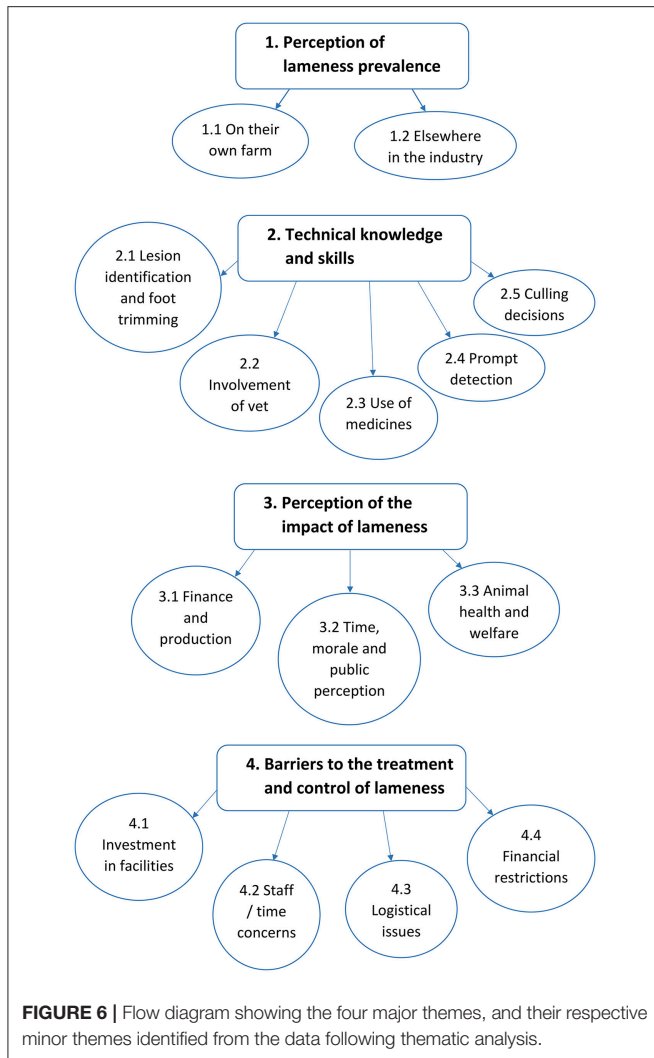 1. Perception of
lameness prevalence
1.1 On their
own farm
1.2 Elsewhere
in the industry
2. Technical knowledge
and skills
2.1 Lesion
identification
and foot
trimming
2.2
Involvement
of vet
2.3 Use of
medicines
2.4 Prompt
detection
2.5 Culling
decisions
3. Perception of the
impact of lameness
3.1 Finance
and
production
3.2 Time,
morale and
public
perception
3.3 Animal
health and
welfare
4. Barriers to the treatment
and control of lameness
4.1
Investment
in facilities
4.2 Staff
/ time
concerns
4.3
Logistical
issues
4.4
Financial
restrictions
FIGURE 6 | Flow diagram showing the four major themes, and their respective
minor themes identified from the data following thematic analysis.